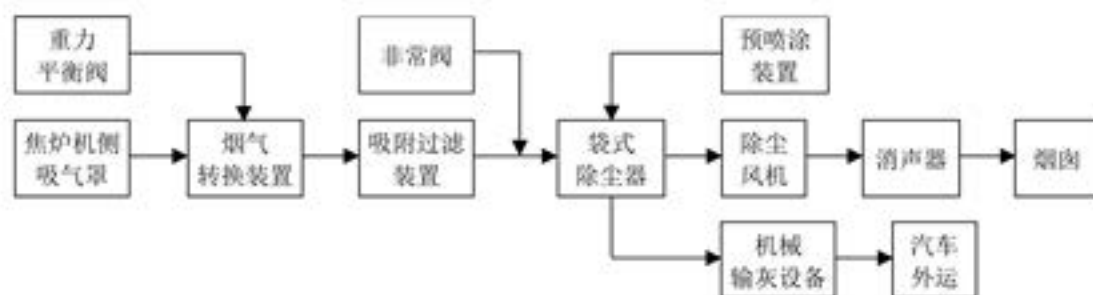 重力
平衡阀
非常阀
预喷涂
装置
焦炉机侧
吸气罩
烟气
转换装置
吸附过滤
装置
袋式
除尘器
除尘
风机
消声器
烟囱
机械
输灰设备
汽车
外运